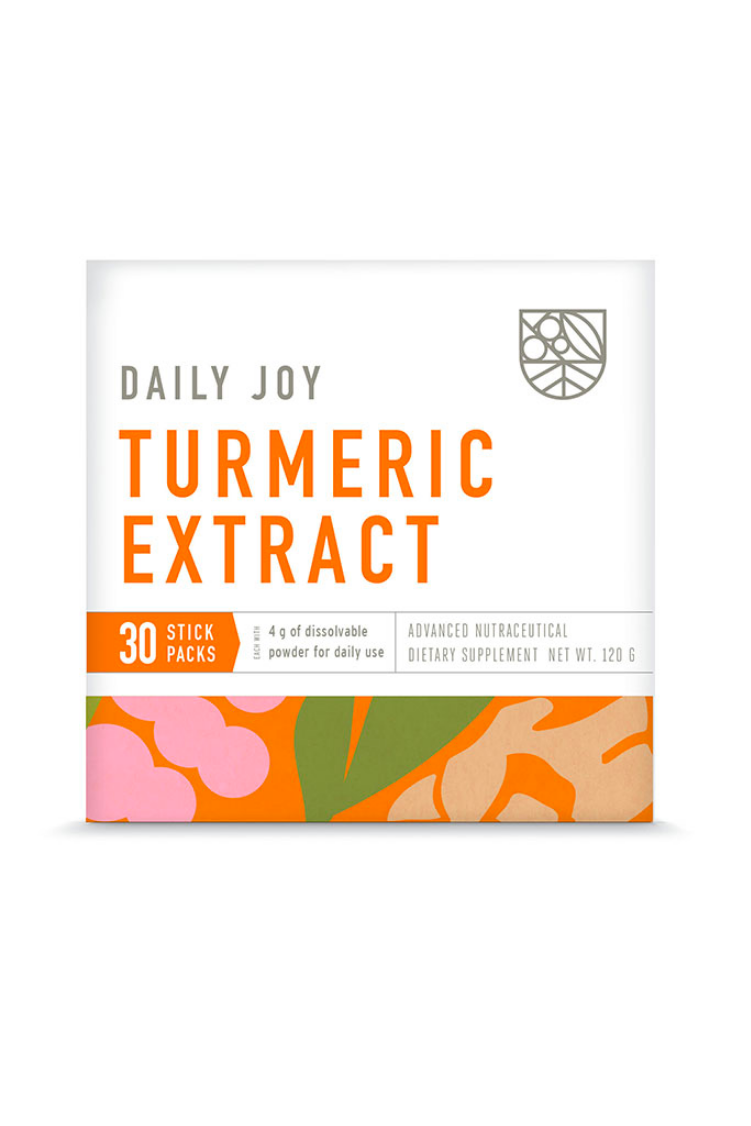 DAILY JOY
TURMERIC
EXTRACT
30 STICK PACKS
EACH WITH
4 g of dissolvable
powder for daily use
ADVANCED NUTRACEUTICAL
DIETARY SUPPLEMENT NET WT. 120 G